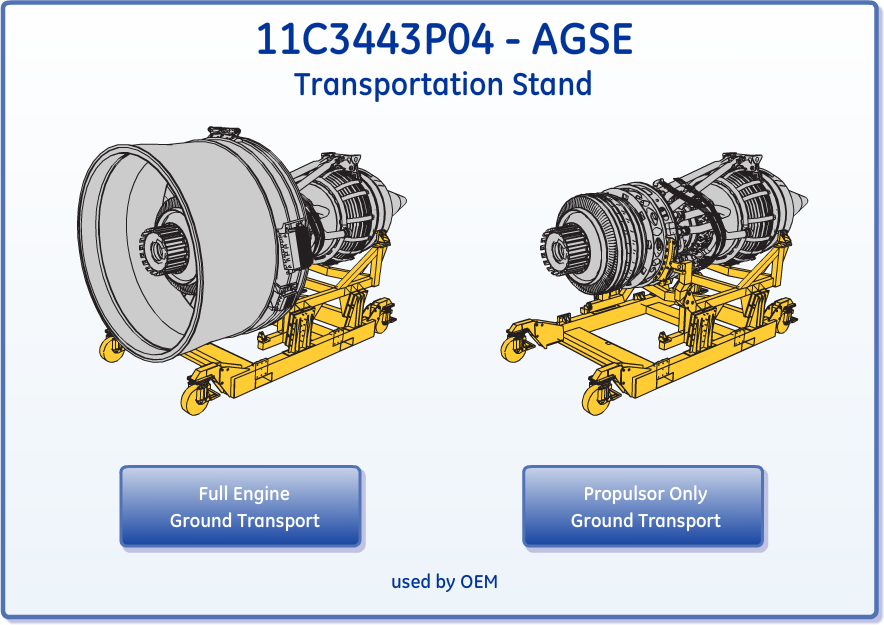 11C3443P04 - AGSE
Transportation Stand
Full Engine
Ground Transport
Propulsor Only
Ground Transport
used by OEM